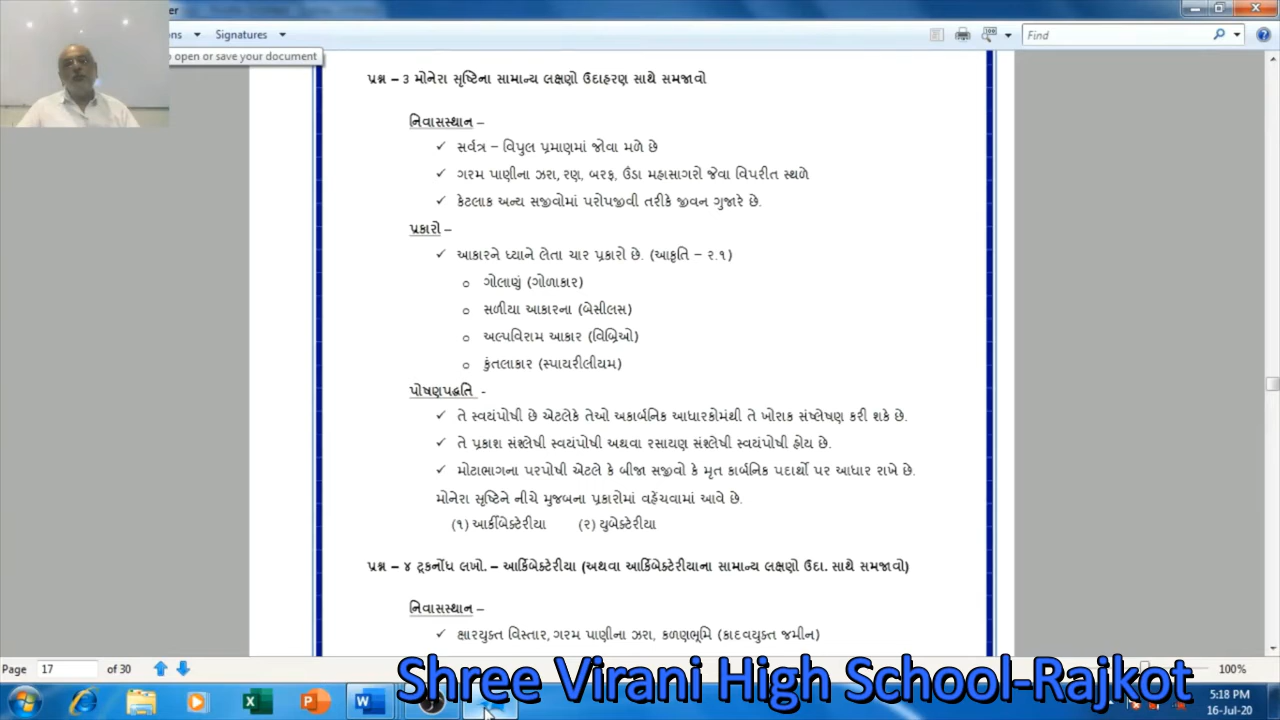 er
ons
Signatures
Find
o open or save your document
પ્રશ્ન – 3 મોનેરા સૃષ્ટિના સામાન્ય લક્ષણો ઉદાહરણ સાથે સમજાવો
નિવાસસ્થાન –
✓ સર્વત્ર – વિપુલ પ્રમાણમાં જોવા મળે છે
✓ ગરમ પાણીના ઝરા, રણ, બરફ, ઉંડા મહાસાગરો જેવા વિપરીત સ્થળે
✓ કેટલાક અન્ય સજીવોમાં પરોપજીવી તરીકે જીવન ગુજારે છે.
પ્રકારો –
✓ આકારને ધ્યાને લેતા ચાર પ્રકારો છે. (આકૃતિ – ૨.૧)
o ગોલાણું (ગોળાકાર)
o સળીયા આકારના (બેસીલસ)
o અલ્પવિરામ આકાર (વિબ્રિઓ)
o કુંતલાકાર (સ્પાયરીલીયમ)
પોષણપદ્ધતિ -
✓ તે સ્વયંપોષી છે એટલેકે તેઓ અકાર્બનિક આધારકોમંથી તે ખોરાક સંષ્લેષણ કરી શકે છે.
✓ તે પ્રકાશ સંશ્લેષી સ્વયંપોષી અથવા રસાયણ સંશ્લેષી સ્વયંપોષી હોય છે.
✓ મોટાભાગના પરપોષી એટલે કે બીજા સજીવો કે મૃત કાર્બનિક પદાર્થો પર આધાર રાખે છે.
મોનેરા સૃષ્ટિને નીચે મુજબના પ્રકારોમાં વહેંચવામાં આવે છે.
(૧) આર્કીબેક્ટેરીયા (૨) યુબેક્ટેરીયા
પ્રશ્ન – ૪ ટૂકનોંધ લખો. – આર્કિબેક્ટેરીયા (અથવા આર્કિબેક્ટેરીયાના સામાન્ય લક્ષણો ઉદા. સાથે સમજાવો)
નિવાસસ્થાન –
✓ ક્ષારયુક્ત વિસ્તાર, ગરમ પાણીના ઝરા, કળણભૂમિ (કાદવયુક્ત જમીન)
Page 17 of 30
100%
Shree Virani High School-Rajkot
5:18 PM
16-Jul-20